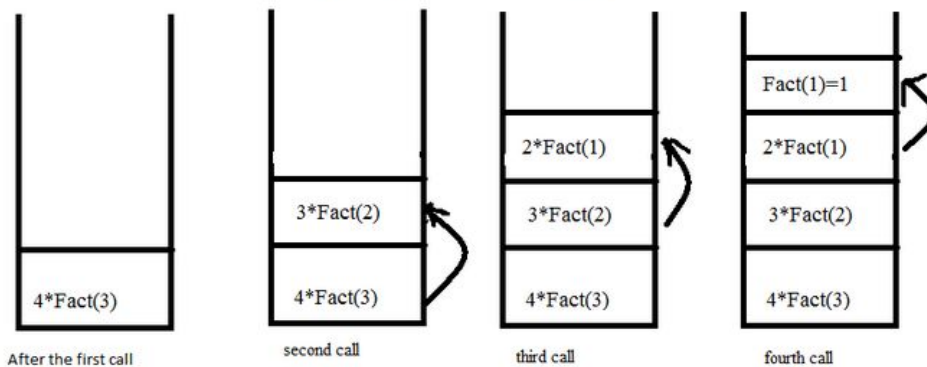 4*Fact(3)
After the first call
3*Fact(2)
4*Fact(3)
second call
2*Fact(1)
3*Fact(2)
4*Fact(3)
third call
Fact(1)=1
2*Fact(1)
3*Fact(2)
4*Fact(3)
fourth call